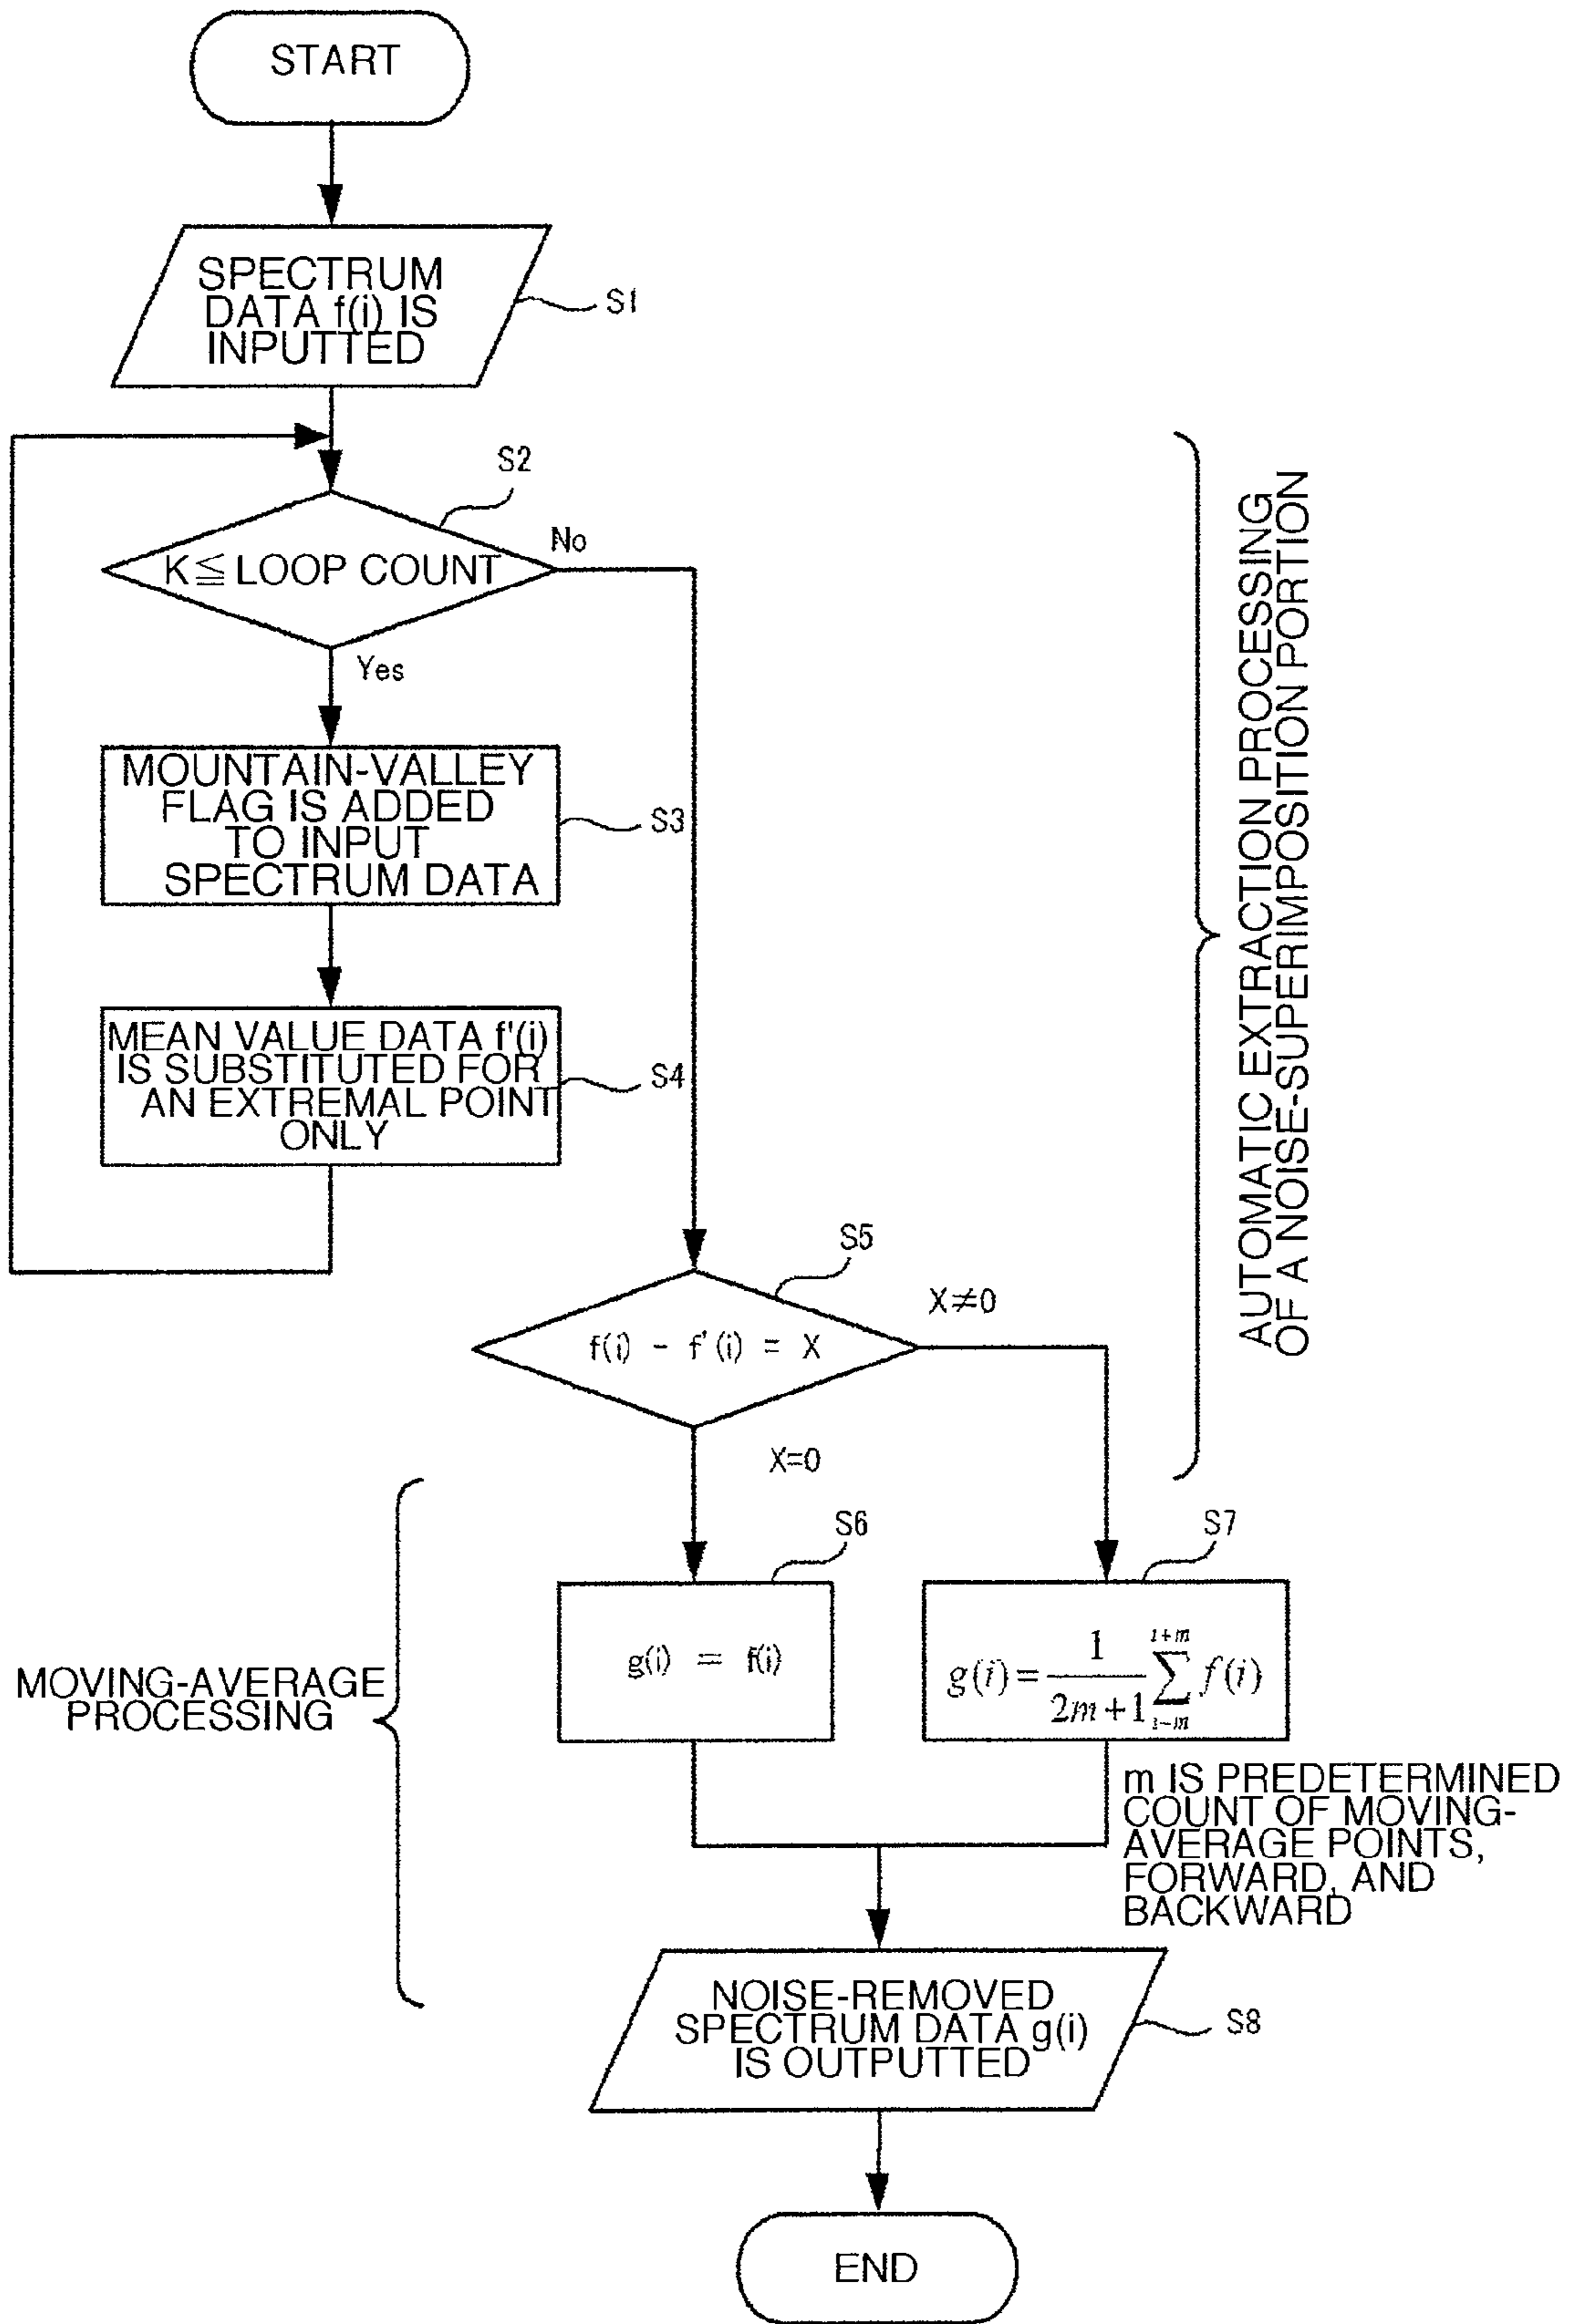 START
SPECTRUM
DATA f(i) IS
INPUTTED
S1
S2
K≦LOOP COUNT
No
Yes
MOUNTAIN-VALLEY
FLAG IS ADDED
TO INPUT
SPECTRUM DATA
S3
MEAN VALUE DATA f'(i)
IS SUBSTITUTED FOR
AN EXTREMAL POINT
ONLY
S4
AUTOMATIC EXTRACTION PROCESSING
OF A NOISE-SUPERIMPOSITION PORTION
S5
f(i) - f'(i) = X
X≠0
X=0
MOVING-AVERAGE
PROCESSING
S6
g(i) = f(i)
S7
g(i)=1/(2m+1) ∑_{i-m}^{i+m} f(i)
m IS PREDETERMINED
COUNT OF MOVING-
AVERAGE POINTS,
FORWARD, AND
BACKWARD
NOISE-REMOVED
SPECTRUM DATA g(i)
IS OUTPUTTED
S8
END